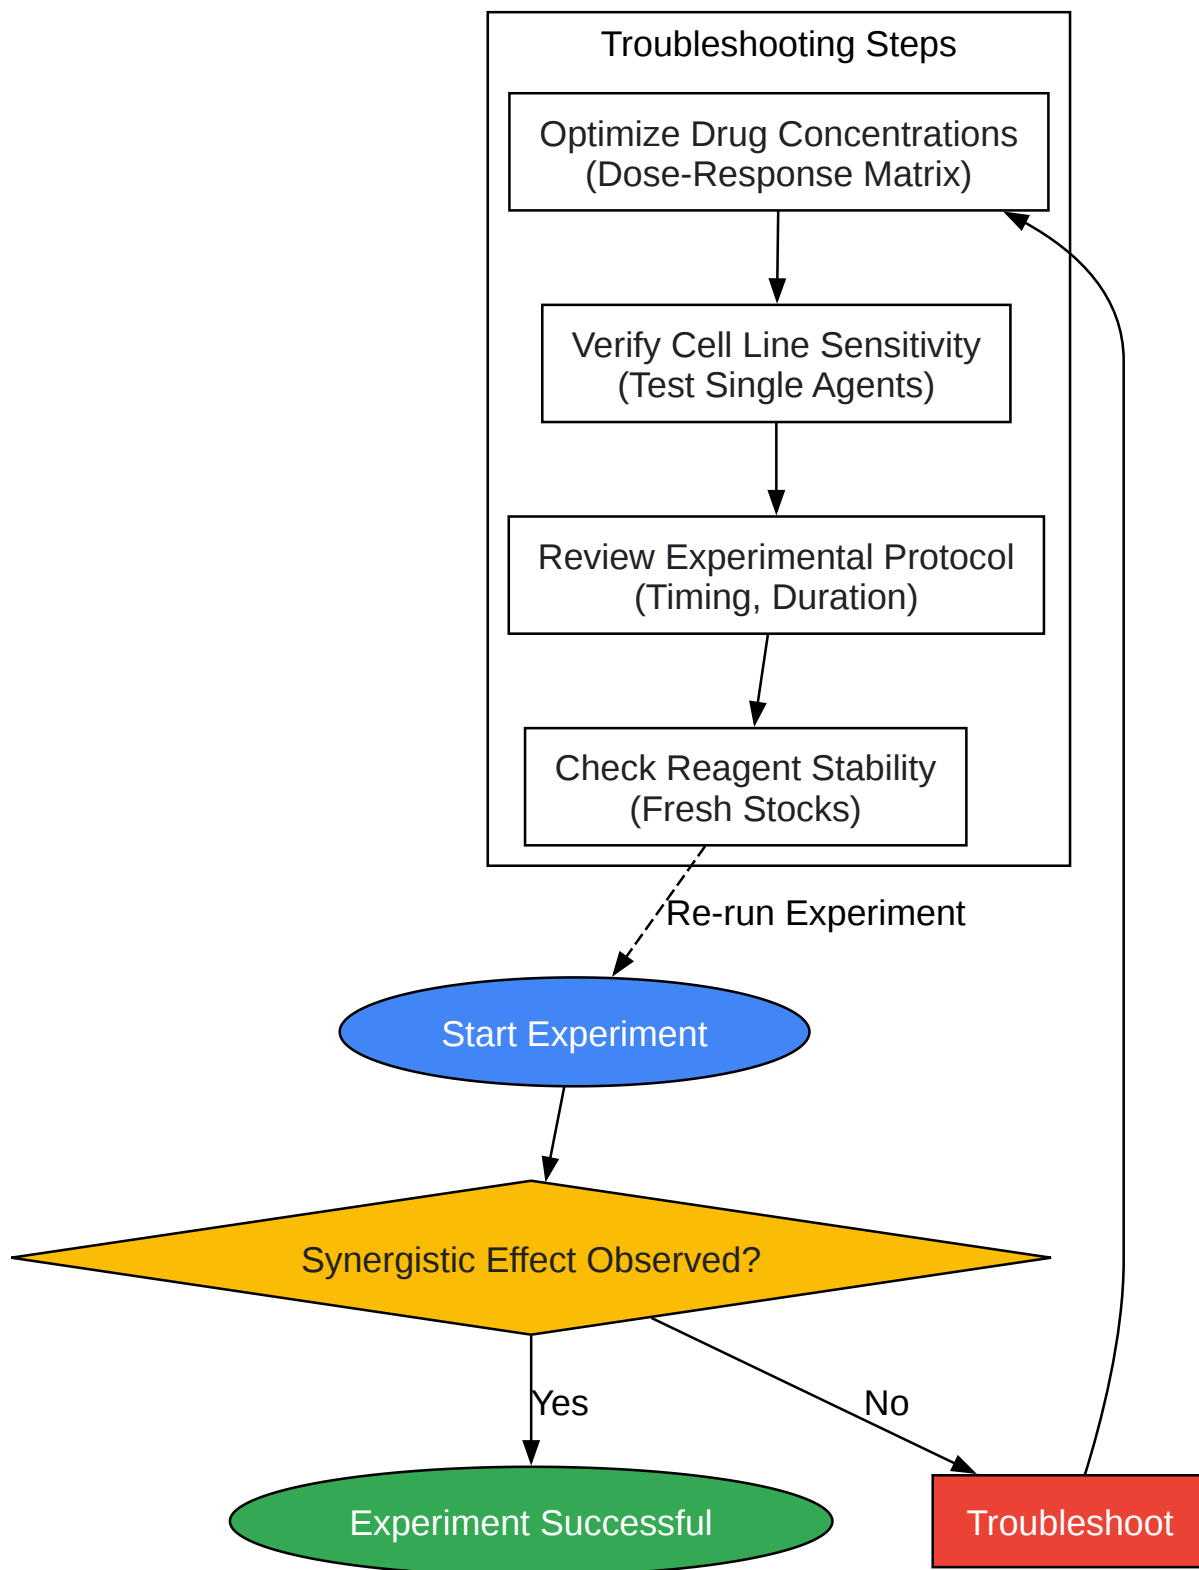 Troubleshooting Steps
Optimize Drug Concentrations
(Dose-Response Matrix)
Verify Cell Line Sensitivity
(Test Single Agents)
Review Experimental Protocol
(Timing, Duration)
Check Reagent Stability
(Fresh Stocks)
Re-run Experiment
Start Experiment
Synergistic Effect Observed?
Yes
No
Experiment Successful
Troubleshoot